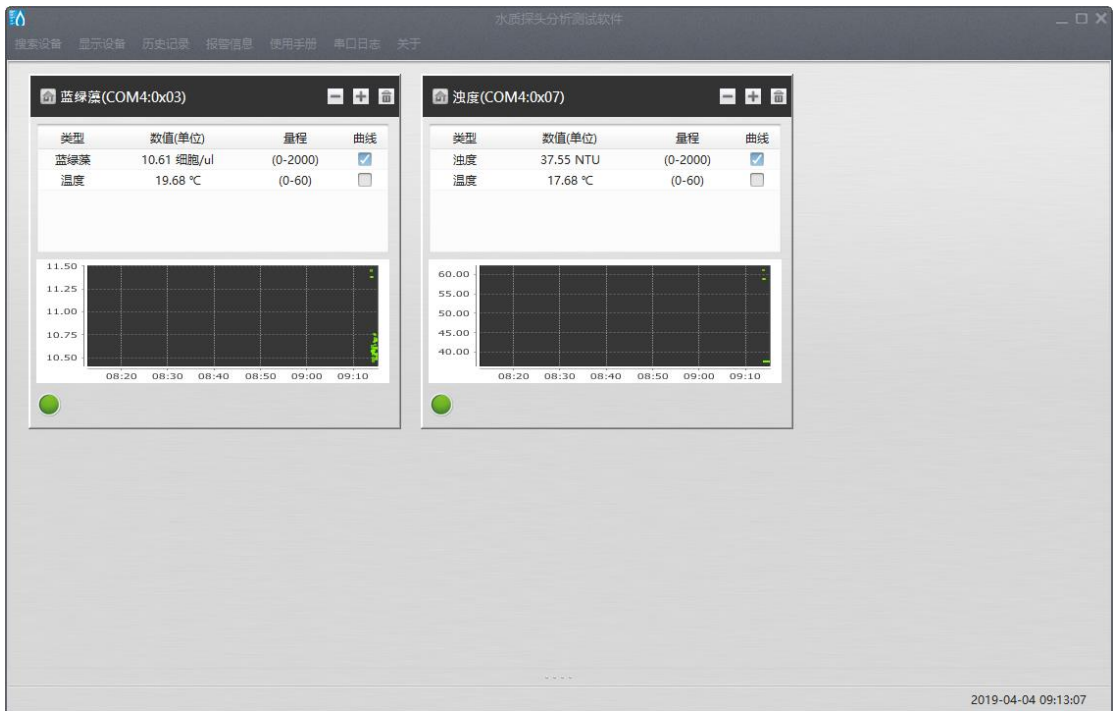 水质探头分析测试软件
搜索设备 显示设备 历史记录 报警信息 使用手册 串口日志 关于
蓝绿藻(COM4:0x03)
类型 数值(单位) 量程 曲线
蓝绿藻 10.61 细胞/ul (0-2000)
温度 19.68 ℃ (0-60)
11.50
11.25
11.00
10.75
10.50
08:20 08:30 08:40 08:50 09:00 09:10
浊度(COM4:0x07)
类型 数值(单位) 量程 曲线
浊度 37.55 NTU (0-2000)
温度 17.68 ℃ (0-60)
60.00
55.00
50.00
45.00
40.00
08:20 08:30 08:40 08:50 09:00 09:10
2019-04-04 09:13:07